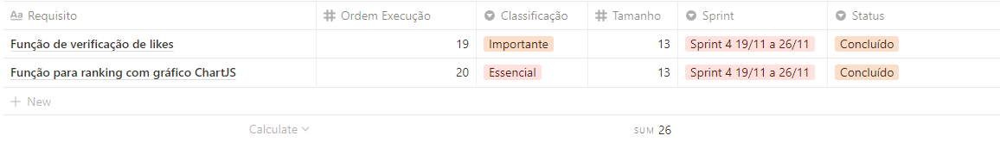 Aa Requisito # Ordem Execução Classificação # Tamanho Sprint Status
Função de verificação de likes 19 Importante 13 Sprint 4 19/11 a 26/11 Concluído
Função para ranking com gráfico ChartJS 20 Essencial 13 Sprint 4 19/11 a 26/11 Concluído
+ New
Calculate SUM 26